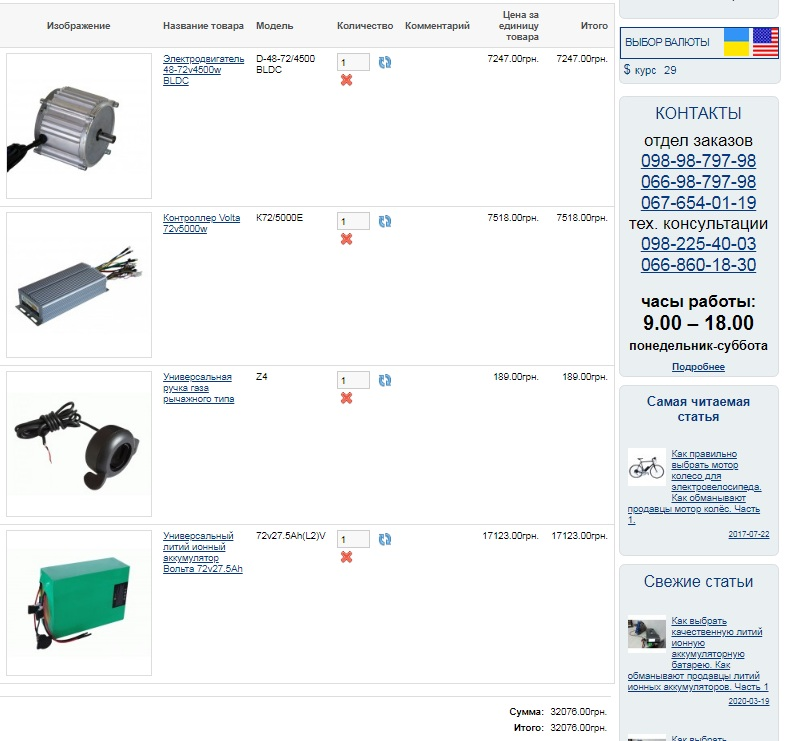 Изображение
Название товара
Модель
Количество
Комментарий
Цена за
единицу
товара
Итого
Электродвигатель
48-72v4500w
BLDC
D-48-72/4500
BLDC
1
7247.00грн.
7247.00грн.
Контроллер Volta
72v5000w
K72/5000E
1
7518.00грн.
7518.00грн.
Универсальная
ручка газа
рычажного типа
Z4
1
189.00грн.
189.00грн.
Универсальный
литий ионный
аккумулятор
Вольта 72v27.5Ah
72v27.5Ah(L2)V
1
17123.00грн.
17123.00грн.
Сумма: 32076.00грн.
Итого: 32076.00грн.
ВЫБОР ВАЛЮТЫ
$ курс 29
КОНТАКТЫ
отдел заказов
098-98-797-98
066-98-797-98
067-654-01-19
тех. консультации
098-225-40-03
066-860-18-30
часы работы:
9.00 – 18.00
понедельник-суббота
Подробнее
Самая читаемая
статья
Как правильно
выбрать мотор
колесо для
электровелосипеда.
Как обманывают
продавцы мотор колёс. Часть
1.
2017-07-22
Свежие статьи
Как выбрать
качественную литий
ионную
аккумуляторную
батарею. Как
обманывают продавцы литий
ионных аккумуляторов. Часть 1
2020-03-19
Как выбрать